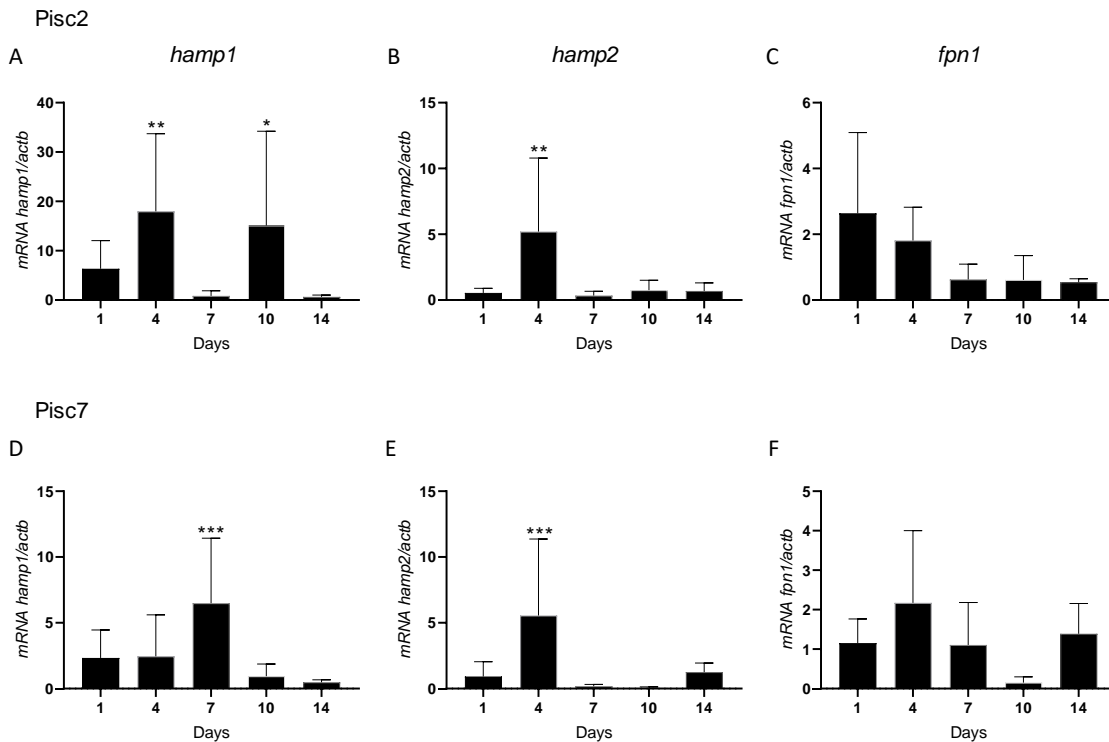 Pisc2
A
hamp1
B
hamp2
C
fpn1
mRNA hamp1/actb
40
30
20
10
0
**
*
1 4 7 10 14
Days
mRNA hamp2/actb
15
10
5
0
**
1 4 7 10 14
Days
mRNA fpn1/actb
6
4
2
0
1 4 7 10 14
Days
Pisc7
D
E
F
mRNA hamp1/actb
15
10
5
0
***
1 4 7 10 14
Days
mRNA hamp2/actb
15
10
5
0
***
1 4 7 10 14
Days
mRNA fpn1/actb
5
4
3
2
1
0
1 4 7 10 14
Days